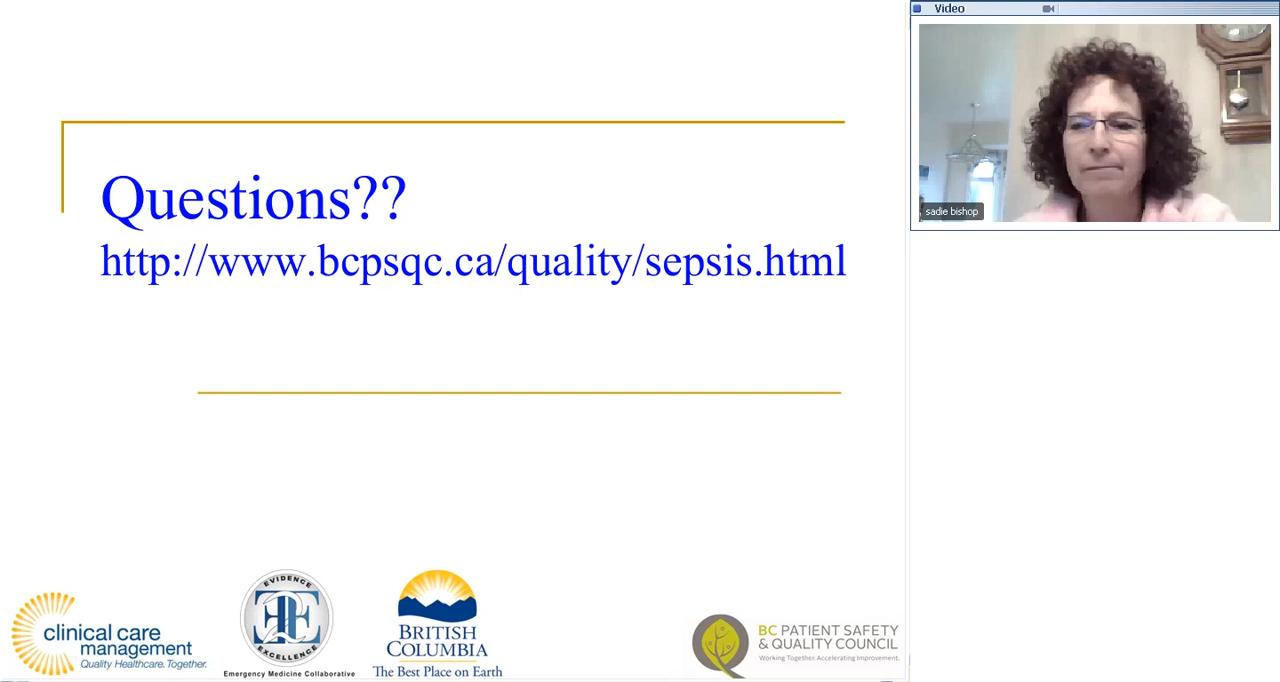 Video
sadie bishop
Questions??
http://www.bcpsqc.ca/quality/sepsis.html
clinical care
management
Quality Healthcare. Together.
EVIDENCE
E2E
EXCELLENCE
Emergency Medicine Collaborative
BRITISH
COLUMBIA
The Best Place on Earth
BC PATIENT SAFETY
& QUALITY COUNCIL
Working Together. Accelerating Improvement.